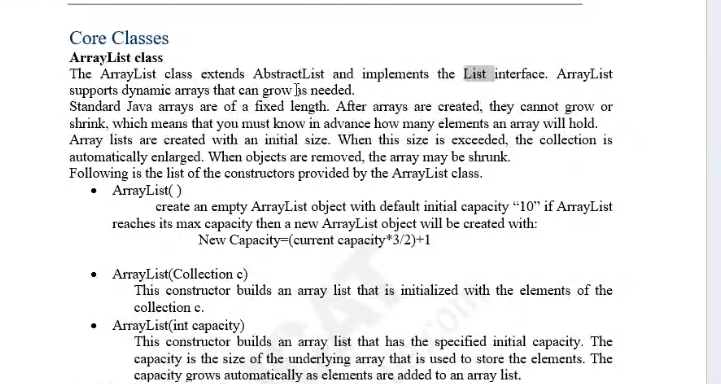 Core Classes
ArrayList class
The ArrayList class extends AbstractList and implements the List interface. ArrayList
supports dynamic arrays that can grow as needed.
Standard Java arrays are of a fixed length. After arrays are created, they cannot grow or
shrink, which means that you must know in advance how many elements an array will hold.
Array lists are created with an initial size. When this size is exceeded, the collection is
automatically enlarged. When objects are removed, the array may be shrunk.
Following is the list of the constructors provided by the ArrayList class.
• ArrayList( )
create an empty ArrayList object with default initial capacity “10” if ArrayList
reaches its max capacity then a new ArrayList object will be created with:
New Capacity=(current capacity*3/2)+1
• ArrayList(Collection c)
This constructor builds an array list that is initialized with the elements of the
collection c.
• ArrayList(int capacity)
This constructor builds an array list that has the specified initial capacity. The
capacity is the size of the underlying array that is used to store the elements. The
capacity grows automatically as elements are added to an array list.